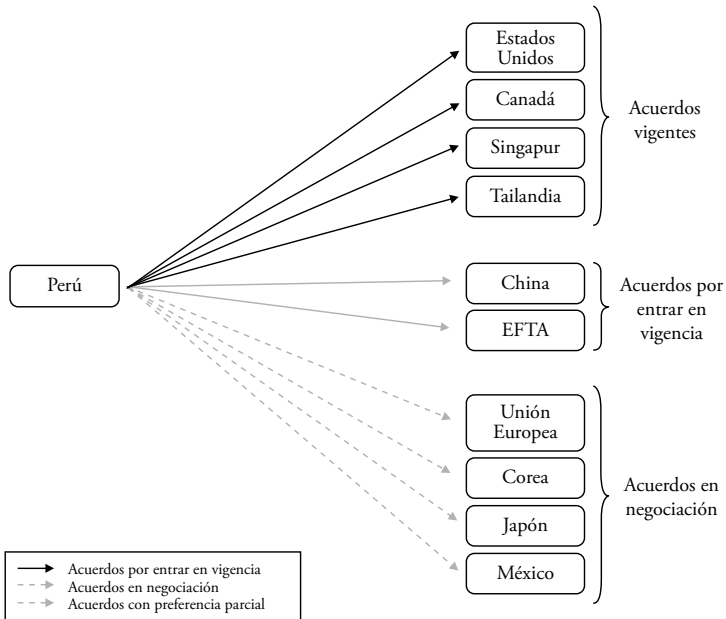 Estados
Unidos
Canadá
Singapur
Tailandia
Acuerdos
vigentes
Perú
China
EFTA
Acuerdos por
entrar en
vigencia
Unión
Europea
Corea
Japón
México
Acuerdos en
negociación
Acuerdos por entrar en vigencia
Acuerdos en negociación
Acuerdos con preferencia parcial